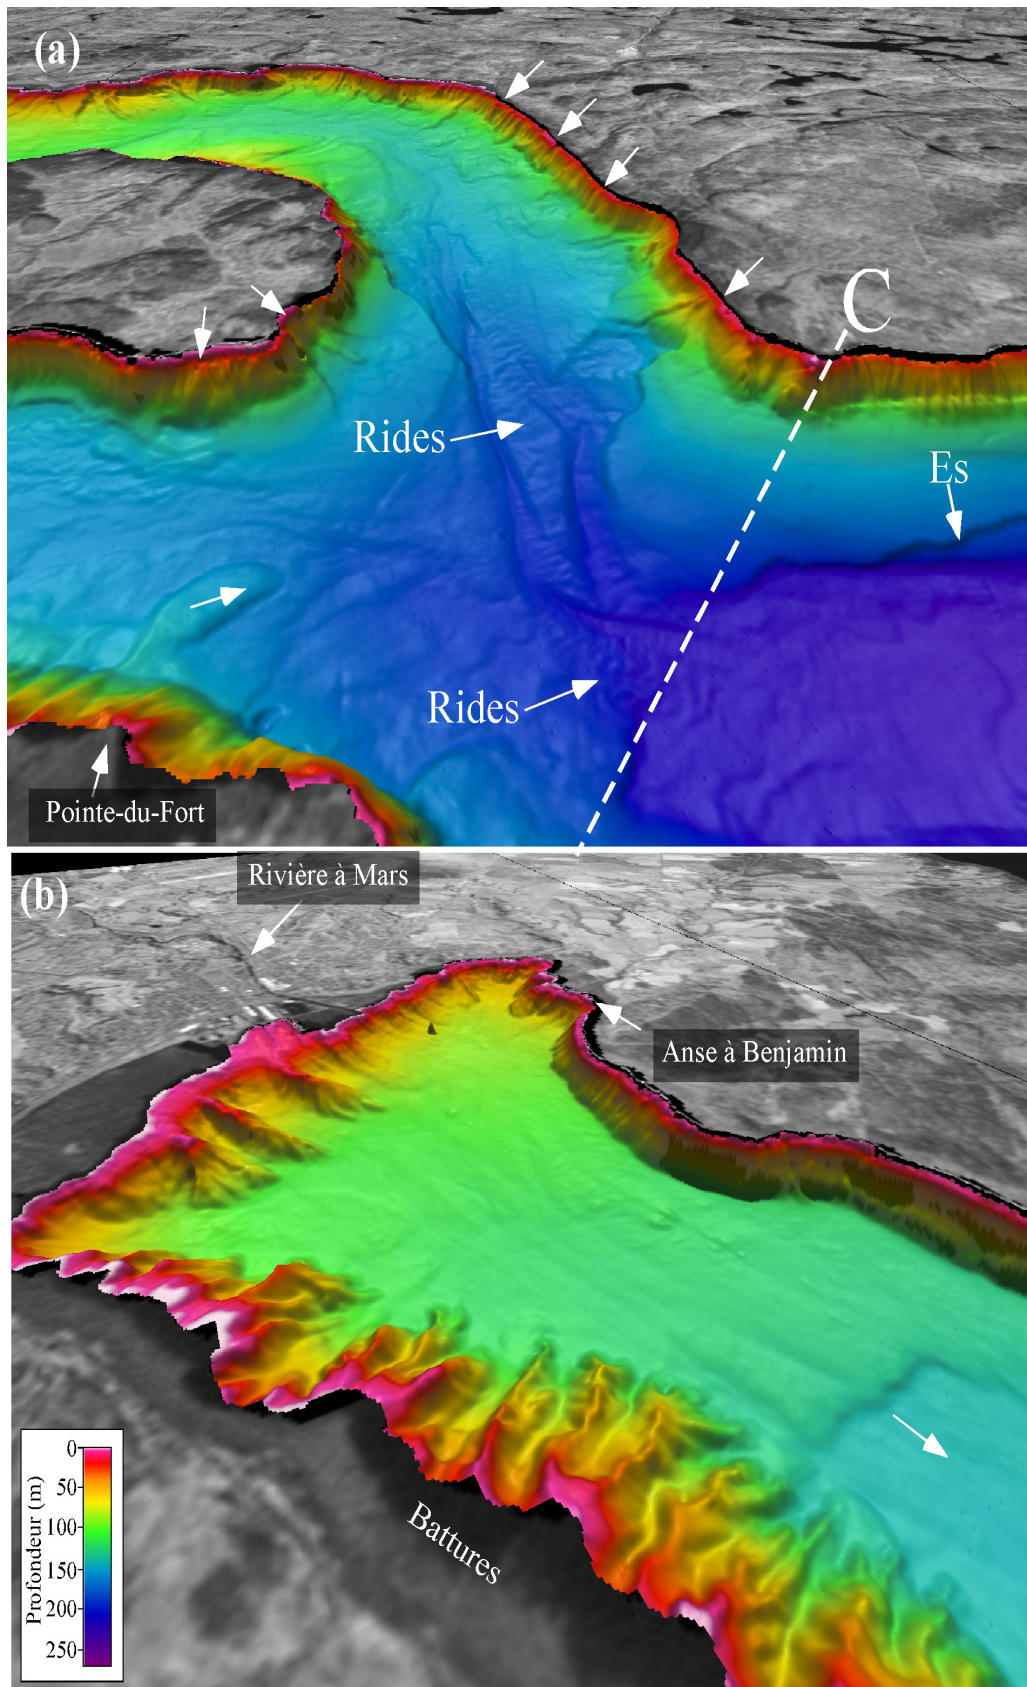 (a)
C
Rides
Es
Rides
Pointe-du-Fort
(b)
Rivière à Mars
Anse à Benjamin
Battures
Profondeur (m)
0
50
100
150
200
250